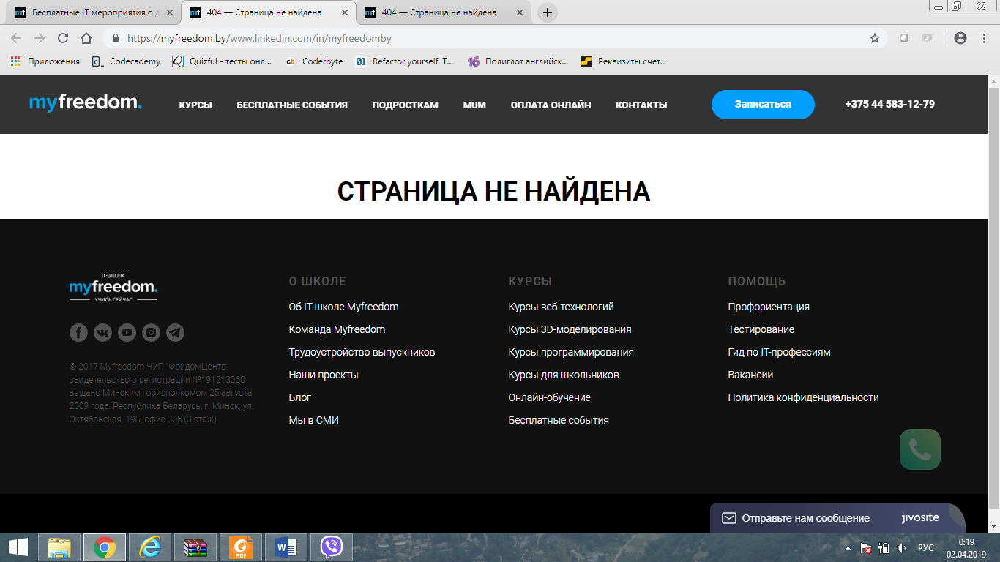 Бесплатные IT мероприятия о д
404 — Страница не найдена
404 — Страница не найдена
https://myfreedom.by/www.linkedin.com/in/myfreedomby
Приложения
Codecademy
Quizful - тесты онл...
Coderbyte
Refactor yourself. T...
Полиглот английск...
Реквизиты счет...
myfreedom.
КУРСЫ
БЕСПЛАТНЫЕ СОБЫТИЯ
ПОДРОСТКАМ
MUM
ОПЛАТА ОНЛАЙН
КОНТАКТЫ
Записаться
+375 44 583-12-79
СТРАНИЦА НЕ НАЙДЕНА
IT-ШКОЛА
myfreedom.
УЧИСЬ СЕЙЧАС
© 2017 Myfreedom ЧУП "ФридомЦентр"
свидетельство о регистрации №191213060
выдано Минским горисполкомом 25 августа
2009 года. Республика Беларусь, г. Минск, ул.
Октябрьская, 19Б, офис 306 (3 этаж)
О ШКОЛЕ
Об IT-школе Myfreedom
Команда Myfreedom
Трудоустройство выпускников
Наши проекты
Блог
Мы в СМИ
КУРСЫ
Курсы веб-технологий
Курсы 3D-моделирования
Курсы программирования
Курсы для школьников
Онлайн-обучение
Бесплатные события
ПОМОЩЬ
Профориентация
Тестирование
Гид по IT-профессиям
Вакансии
Политика конфиденциальности
Отправьте нам сообщение
jivosite
РУС
0:19
02.04.2019